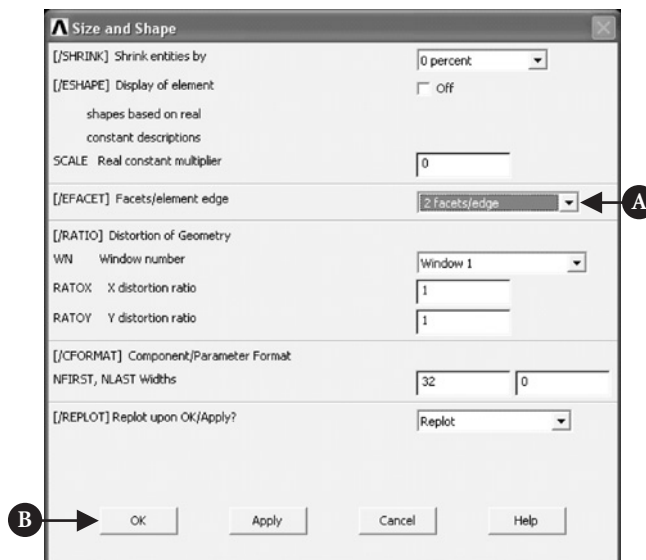 Size and Shape
[/SHRINK] Shrink entities by 0 percent
[/ESHAPE] Display of element Off
shapes based on real
constant descriptions
SCALE Real constant multiplier 0
[/EFACET] Facets/element edge 2 facets/edge A
[/RATIO] Distortion of Geometry
WN Window number Window 1
RATOX X distortion ratio 1
RATOY Y distortion ratio 1
[/CFORMAT] Component/Parameter Format
NFIRST, NLAST Widths 32 0
[/REPLOT] Replot upon OK/Apply? Replot
B OK Apply Cancel Help